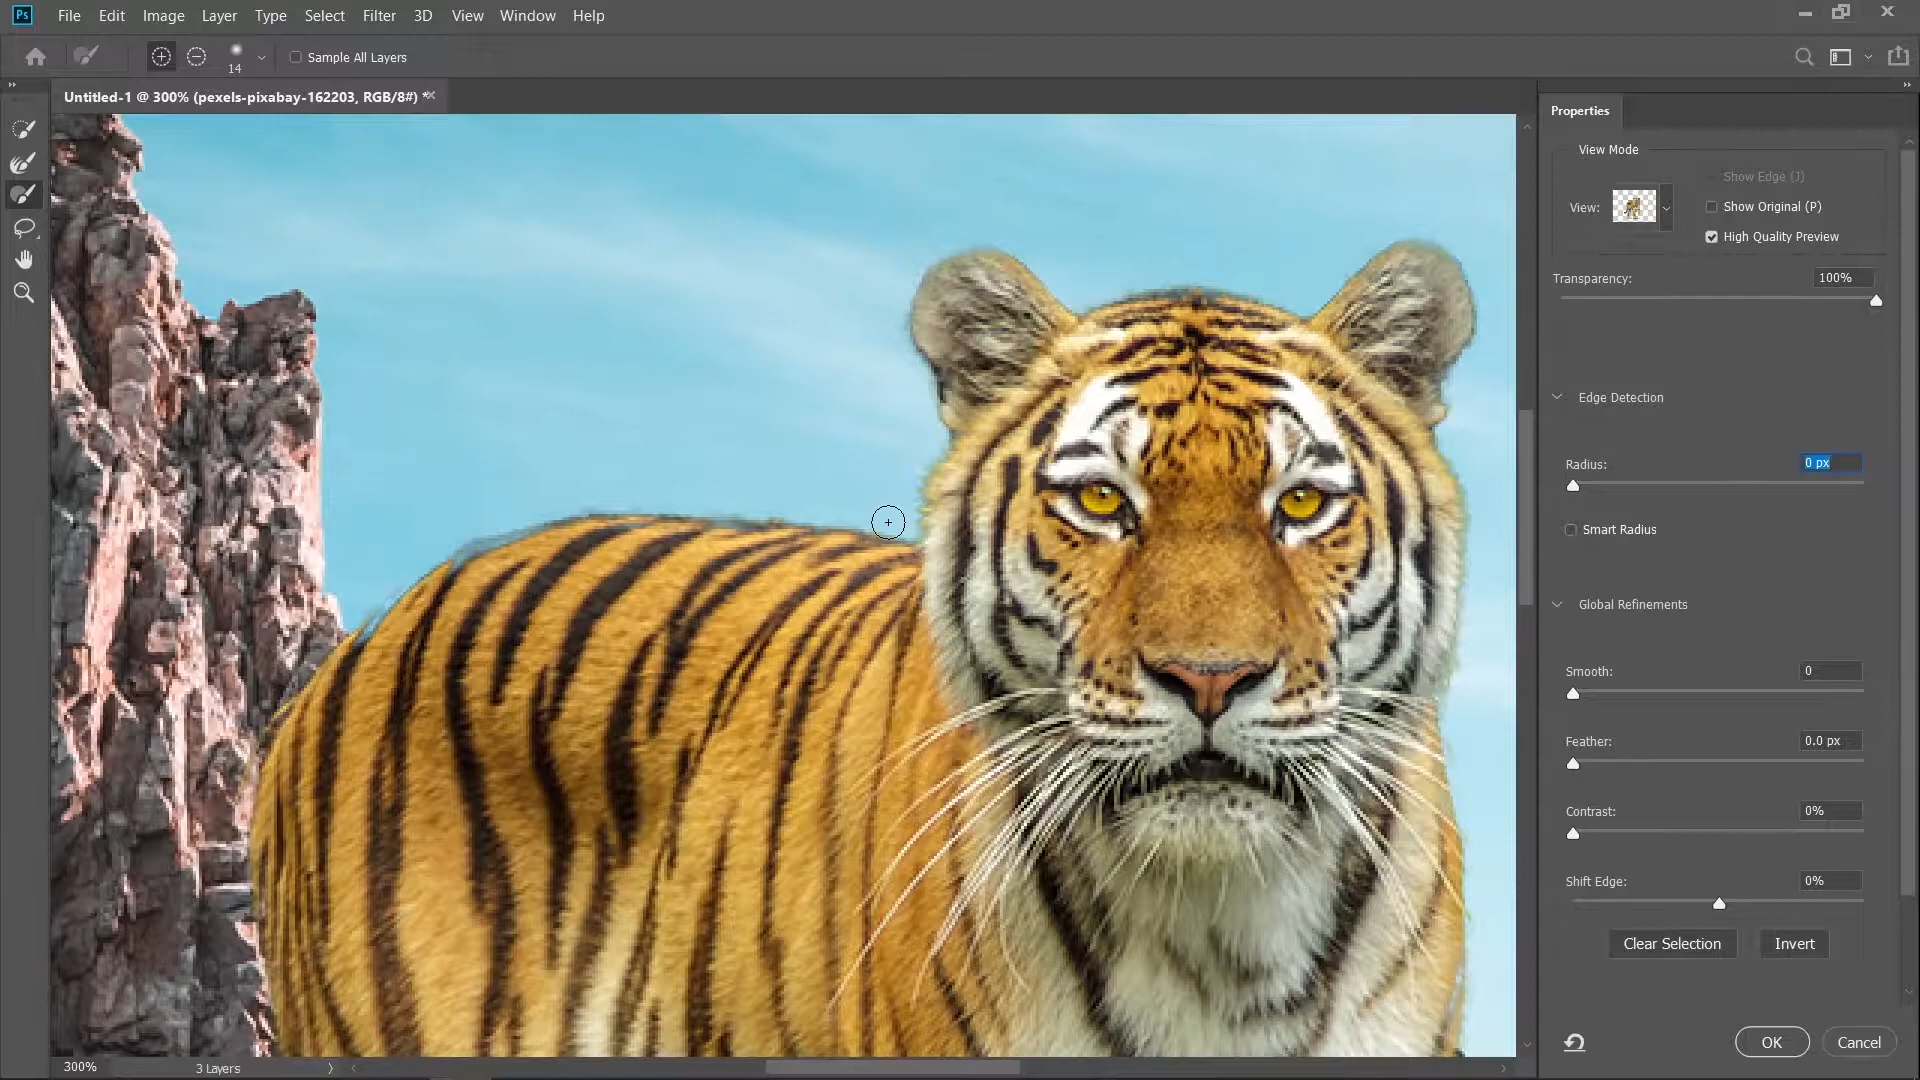 Ps File Edit Image Layer Type Select Filter 3D View Window Help
14 Sample All Layers
Untitled-1 @ 300% (pexels-pixabay-162203, RGB/8#) *
Properties
View Mode
Show Edge (J)
View: Show Original (P)
High Quality Preview
Transparency: 100%
Edge Detection
Radius: 0 px
Smart Radius
Global Refinements
Smooth: 0
Feather: 0.0 px
Contrast: 0%
Shift Edge: 0%
Clear Selection Invert
OK Cancel
300% 3 Layers